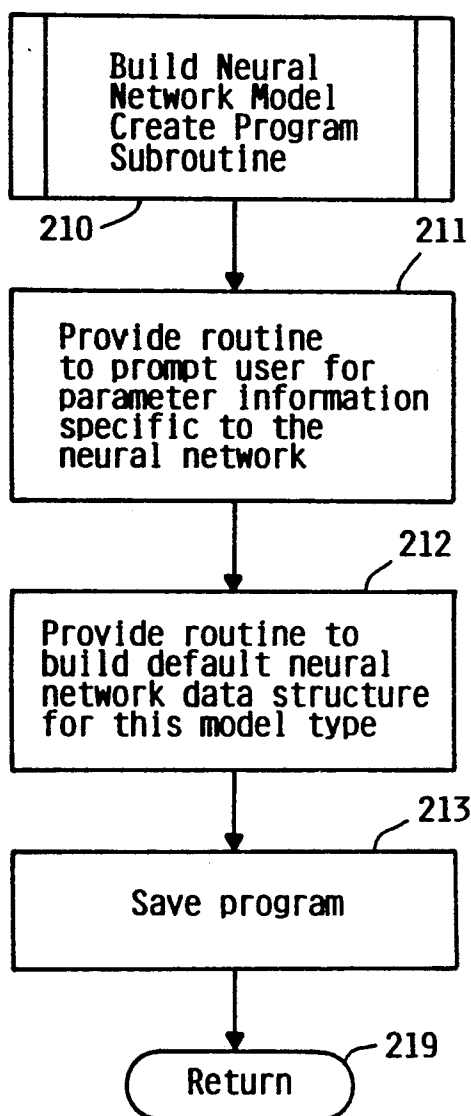 Build Neural
Network Model
Create Program
Subroutine
210
211
Provide routine
to prompt user for
parameter information
specific to the
neural network
212
Provide routine to
build default neural
network data structure
for this model type
213
Save program
219
Return